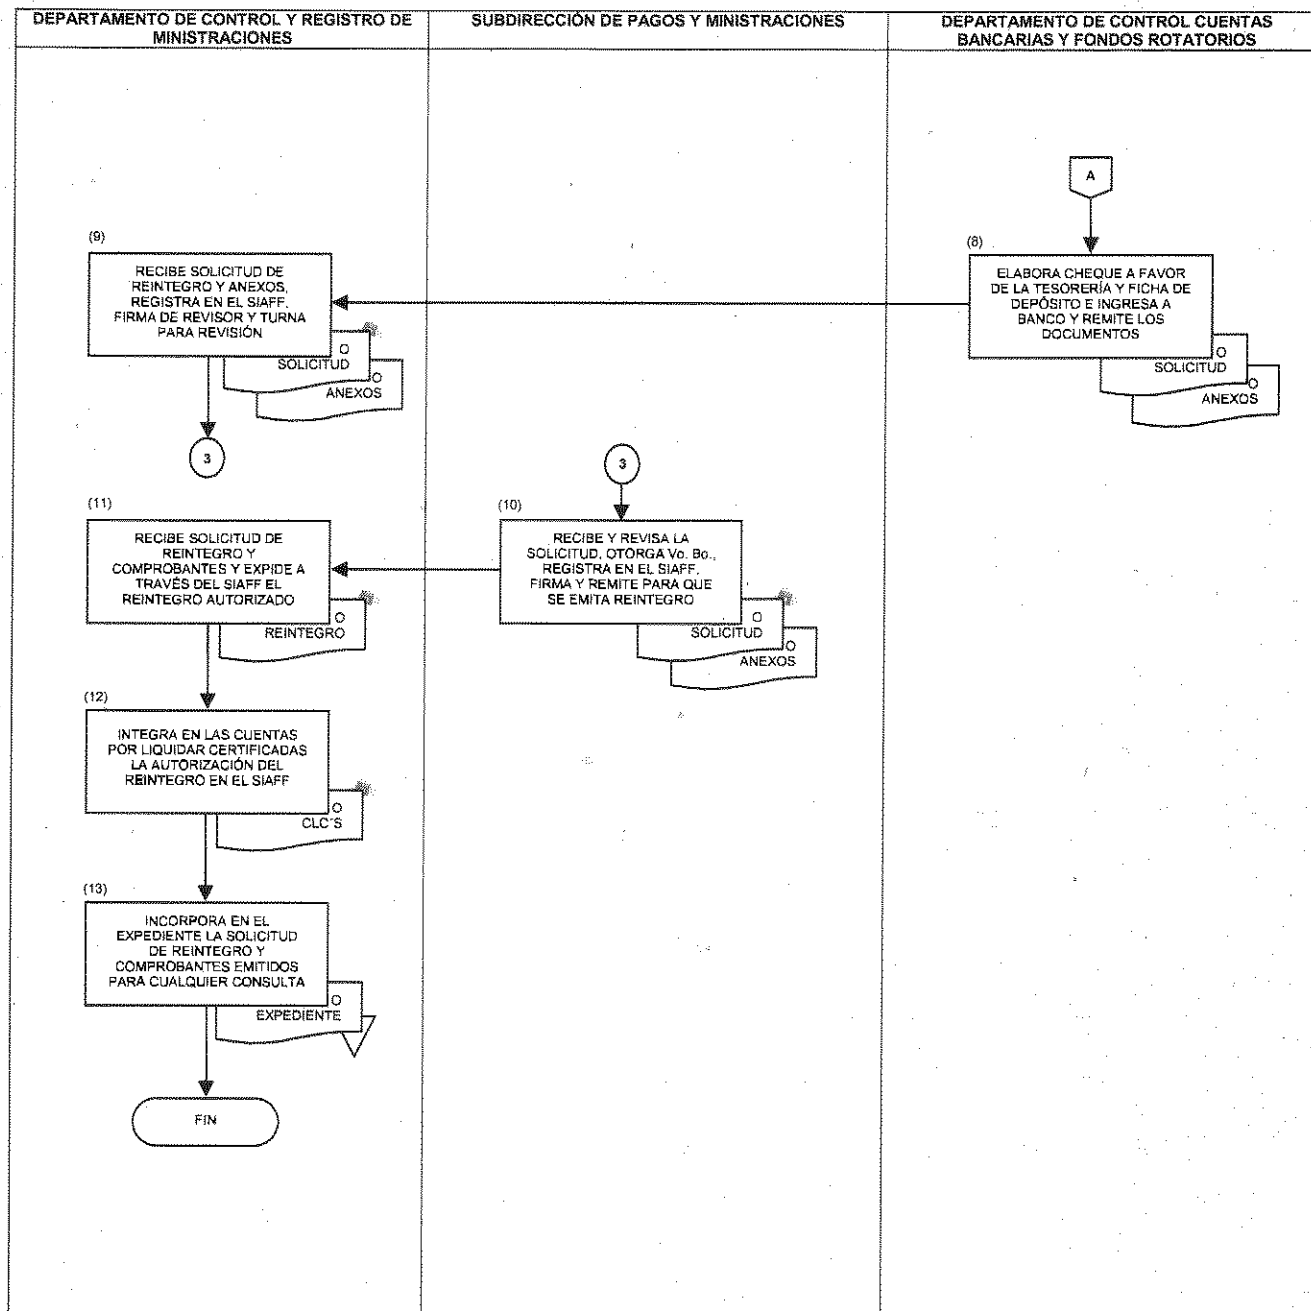 DEPARTAMENTO DE CONTROL Y REGISTRO DE
MINISTRACIONES
SUBDIRECCIÓN DE PAGOS Y MINISTRACIONES
DEPARTAMENTO DE CONTROL CUENTAS
BANCARIAS Y FONDOS ROTATORIOS
A
(8)
ELABORA CHEQUE A FAVOR
DE LA TESORERÍA Y FICHA DE
DEPÓSITO E INGRESA A
BANCO Y REMITE LOS
DOCUMENTOS
O
SOLICITUD
O
ANEXOS
(9)
RECIBE SOLICITUD DE
REINTEGRO Y ANEXOS,
REGISTRA EN EL SIAFF,
FIRMA DE REVISOR Y TURNA
PARA REVISIÓN
O
SOLICITUD
O
ANEXOS
3
3
(10)
RECIBE Y REVISA LA
SOLICITUD, OTORGA Vo. Bo.,
REGISTRA EN EL SIAFF,
FIRMA Y REMITE PARA QUE
SE EMITA REINTEGRO
O
SOLICITUD
O
ANEXOS
(11)
RECIBE SOLICITUD DE
REINTEGRO Y
COMPROBANTES Y EXPIDE A
TRAVÉS DEL SIAFF EL
REINTEGRO AUTORIZADO
O
REINTEGRO
(12)
INTEGRA EN LAS CUENTAS
POR LIQUIDAR CERTIFICADAS
LA AUTORIZACIÓN DEL
REINTEGRO EN EL SIAFF
O
CLC´S
(13)
INCORPORA EN EL
EXPEDIENTE LA SOLICITUD
DE REINTEGRO Y
COMPROBANTES EMITIDOS
PARA CUALQUIER CONSULTA
O
EXPEDIENTE
FIN